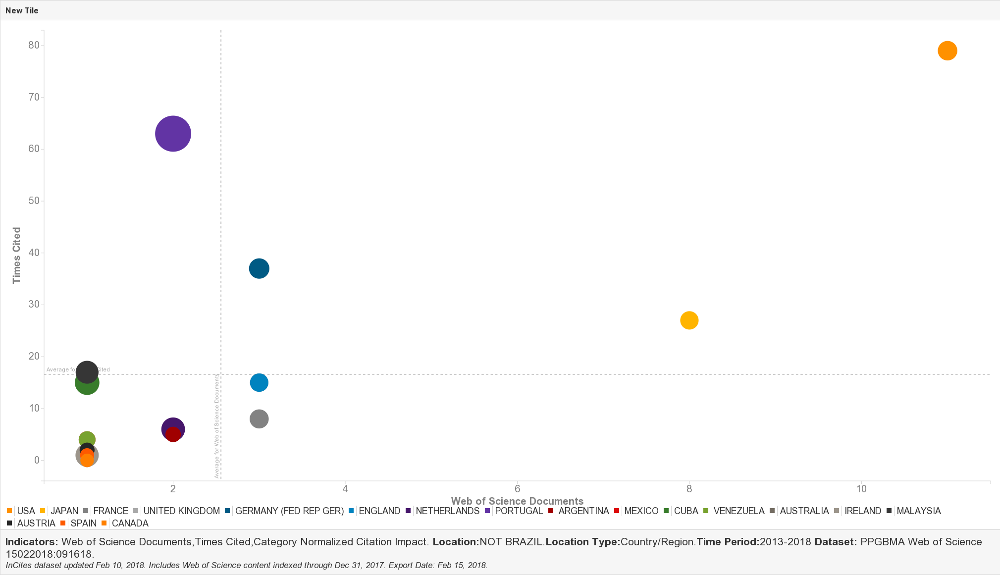 New Tile
80
70
60
50
40
30
20
10
0
Times Cited
Average fo Cited
Average for Web of Science Documents
2 4 6 8 10
Web of Science Documents
USA JAPAN FRANCE UNITED KINGDOM GERMANY (FED REP GER) ENGLAND NETHERLANDS PORTUGAL ARGENTINA MEXICO CUBA VENEZUELA AUSTRALIA IRELAND MALAYSIA
AUSTRIA SPAIN CANADA
Indicators: Web of Science Documents,Times Cited,Category Normalized Citation Impact. Location:NOT BRAZIL.Location Type:Country/Region.Time Period:2013-2018 Dataset: PPGBMA Web of Science
15022018:091618.
InCites dataset updated Feb 10, 2018. Includes Web of Science content indexed through Dec 31, 2017. Export Date: Feb 15, 2018.